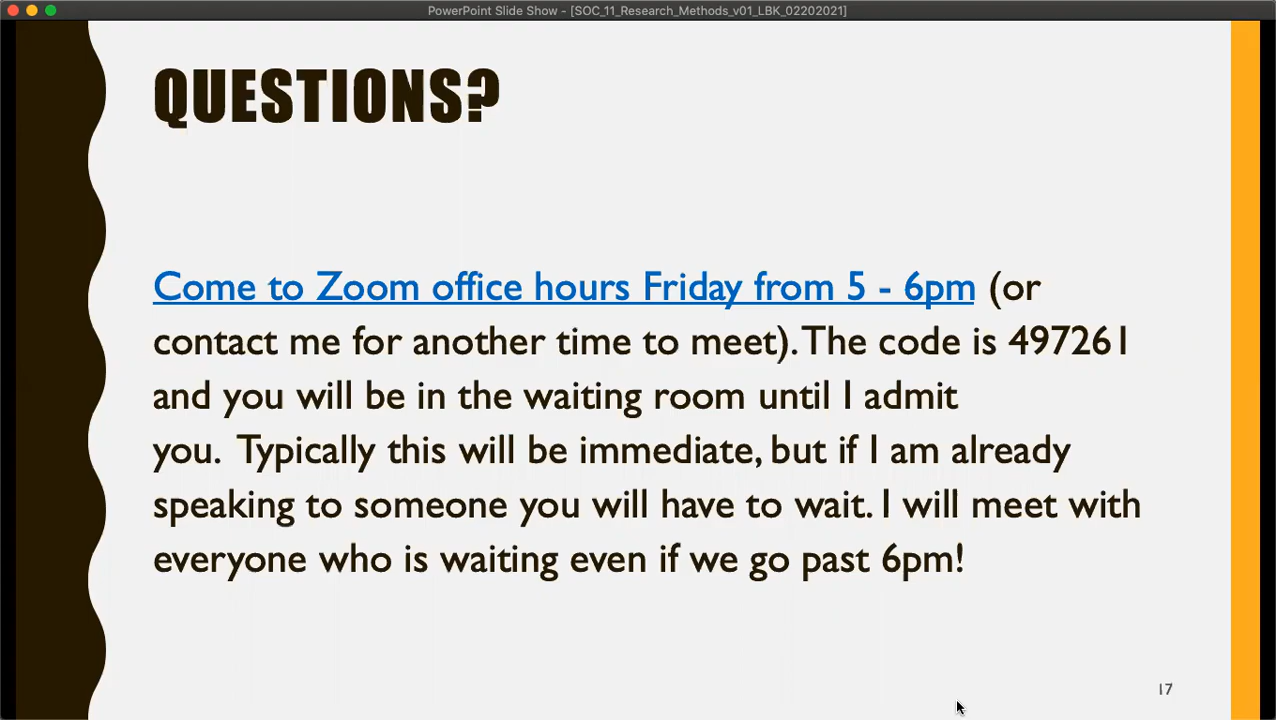 PowerPoint Slide Show - [SOC_11_Research_Methods_v01_LBK_02202021]
QUESTIONS?
Come to Zoom office hours Friday from 5 - 6pm (or
contact me for another time to meet). The code is 497261
and you will be in the waiting room until I admit
you.  Typically this will be immediate, but if I am already
speaking to someone you will have to wait. I will meet with
everyone who is waiting even if we go past 6pm!
17